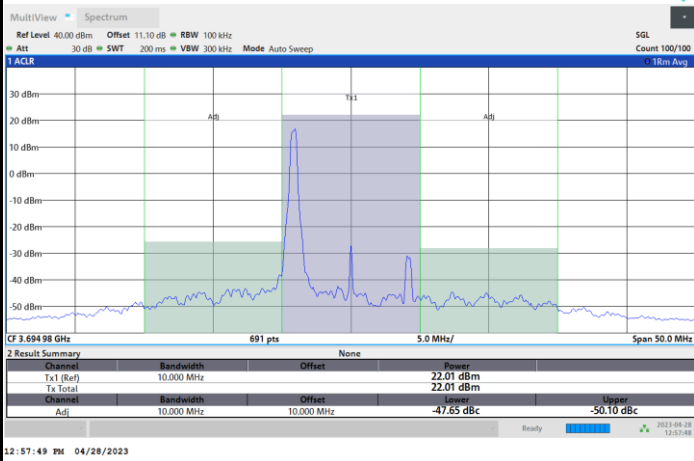 MultiView Spectrum
Ref Level 40.00 dBm Offset 11.10 dB RBW 100 kHz SGL
Att 30 dB SWT 200 ms VBW 300 kHz Mode Auto Sweep Count 100/100
1 ACLR 1Rm Avg
Tx1
30 dBm
Adj Adj
20 dBm
10 dBm
0 dBm
-10 dBm
-20 dBm
-30 dBm
-40 dBm
-50 dBm
CF 3.694 98 GHz 691 pts 5.0 MHz/ Span 50.0 MHz
2 Result Summary None
Channel Bandwidth Offset Power
Tx1 (Ref) 10.000 MHz 22.01 dBm
Tx Total 22.01 dBm
Channel Bandwidth Offset Lower Upper
Adj 10.000 MHz 10.000 MHz -47.65 dBc -50.10 dBc
Ready 2023-04-28
12:57:48
12:57:49 PM 04/28/2023